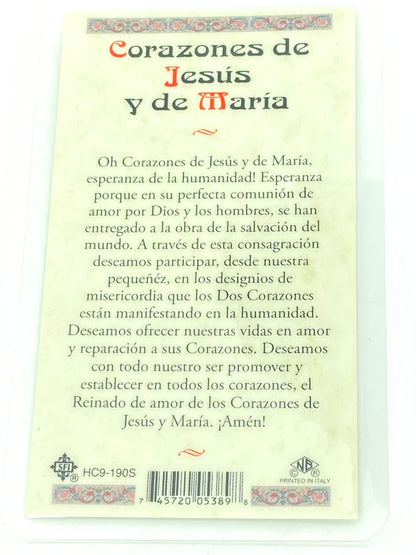 Corazones de
Jesús
y de María
Oh Corazones de Jesús y de María,
esperanza de la humanidad! Esperanza
porque en su perfecta comunión de
amor por Dios y los hombres, se han
entregado a la obra de la salvación del
mundo. A través de esta consagración
deseamos participar, desde nuestra
pequeñéz, en los designios de
misericordia que los Dos Corazones
están manifestando en la humanidad.
Deseamos ofrecer nuestras vidas en amor
y reparación a sus Corazones. Deseamos
con todo nuestro ser promover y
establecer en todos los corazones, el
Reinado de amor de los Corazones de
Jesús y María. ¡Amén!
SFI ® HC9-190S
7 45720 05389 8
© NB ®
PRINTED IN ITALY